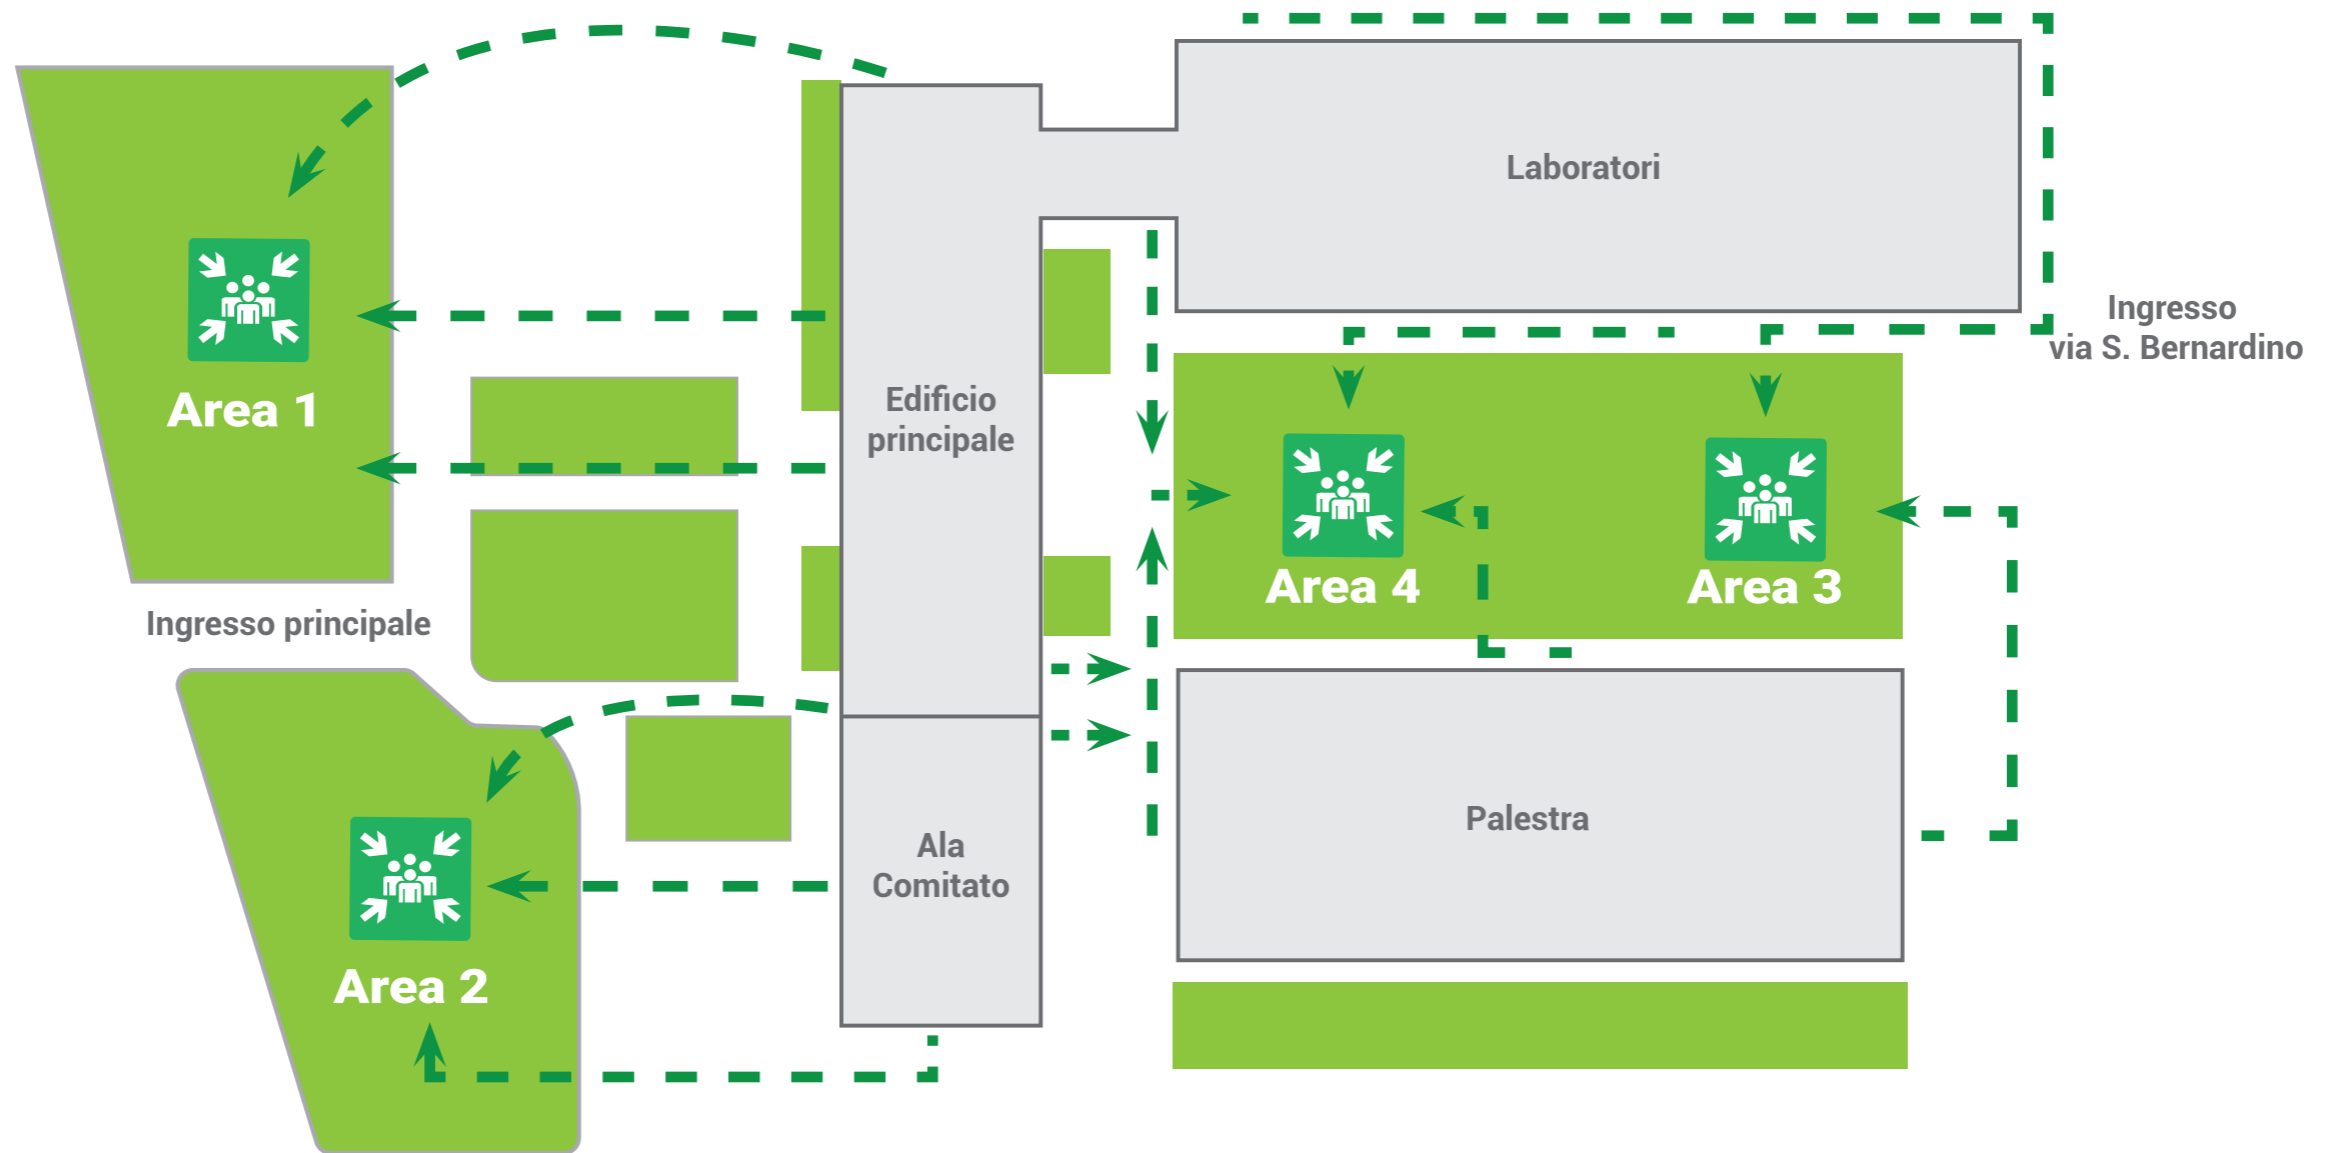 Laboratori
Ingresso
via S. Bernardino
Area 1
Edificio
principale
Area 4
Area 3
Ingresso principale
Palestra
Ala
Comitato
Area 2